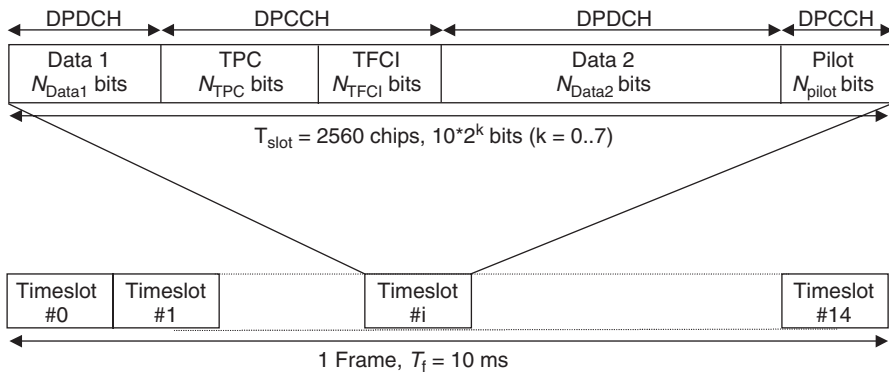 DPDCH DPCCH DPDCH DPCCH
Data 1 TPC TFCI Data 2 Pilot
N_Data1 bits N_TPC bits N_TFCI bits N_Data2 bits N_pilot bits
T_slot = 2560 chips, 10*2^k bits (k = 0..7)
Timeslot Timeslot Timeslot Timeslot
#0 #1 #i #14
1 Frame, T_f = 10 ms